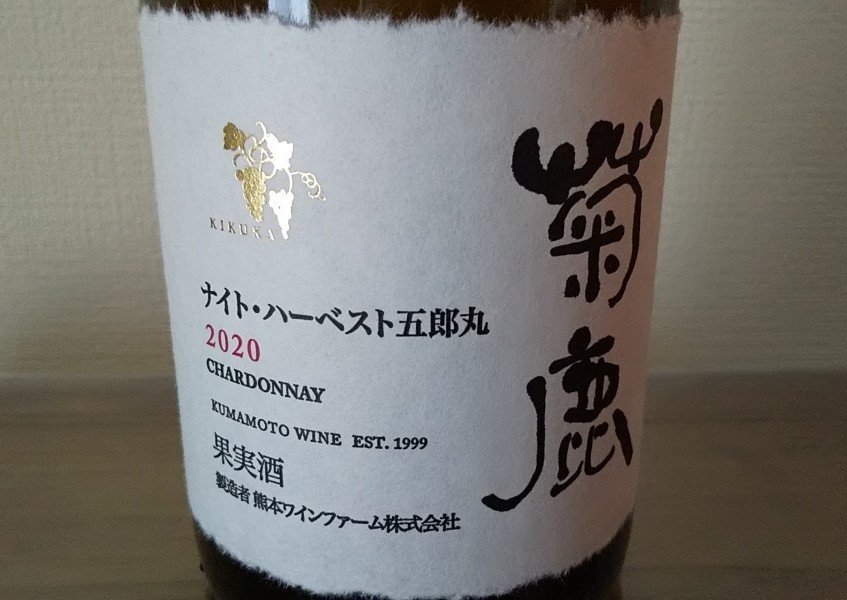 菊鹿
KIKUKA
ナイト・ハーベスト五郎丸
2020
CHARDONNAY
KUMAMOTO WINE EST. 1999
果実酒
製造者 熊本ワインファーム株式会社